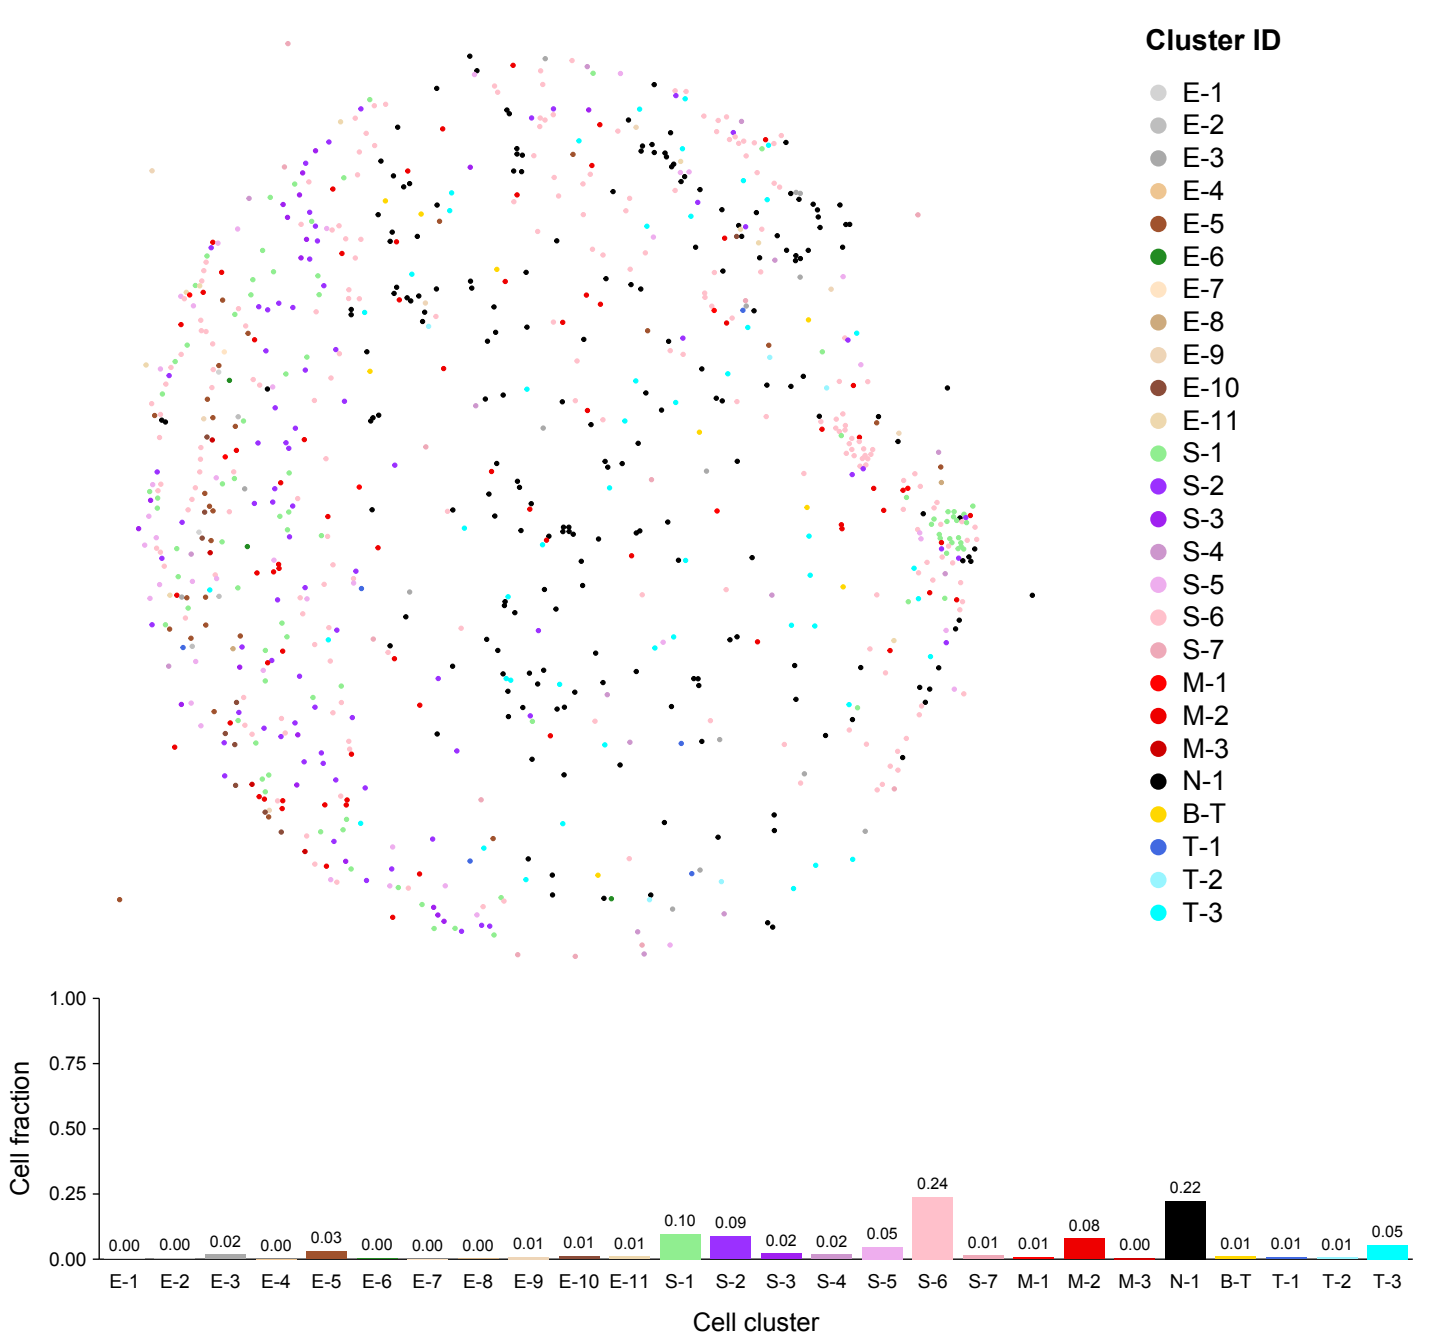 Cluster ID
E-1
E-2
E-3
E-4
E-5
E-6
E-7
E-8
E-9
E-10
E-11
S-1
S-2
S-3
S-4
S-5
S-6
S-7
M-1
M-2
M-3
N-1
B-T
T-1
T-2
T-3
1.00
0.75
0.50
0.25
0.00
Cell fraction
0.00 0.00 0.02 0.00 0.03 0.00 0.00 0.00 0.01 0.01 0.01 0.10 0.09 0.02 0.02 0.05 0.24 0.01 0.01 0.08 0.00 0.22 0.01 0.01 0.01 0.05
E-1 E-2 E-3 E-4 E-5 E-6 E-7 E-8 E-9 E-10 E-11 S-1 S-2 S-3 S-4 S-5 S-6 S-7 M-1 M-2 M-3 N-1 B-T T-1 T-2 T-3
Cell cluster